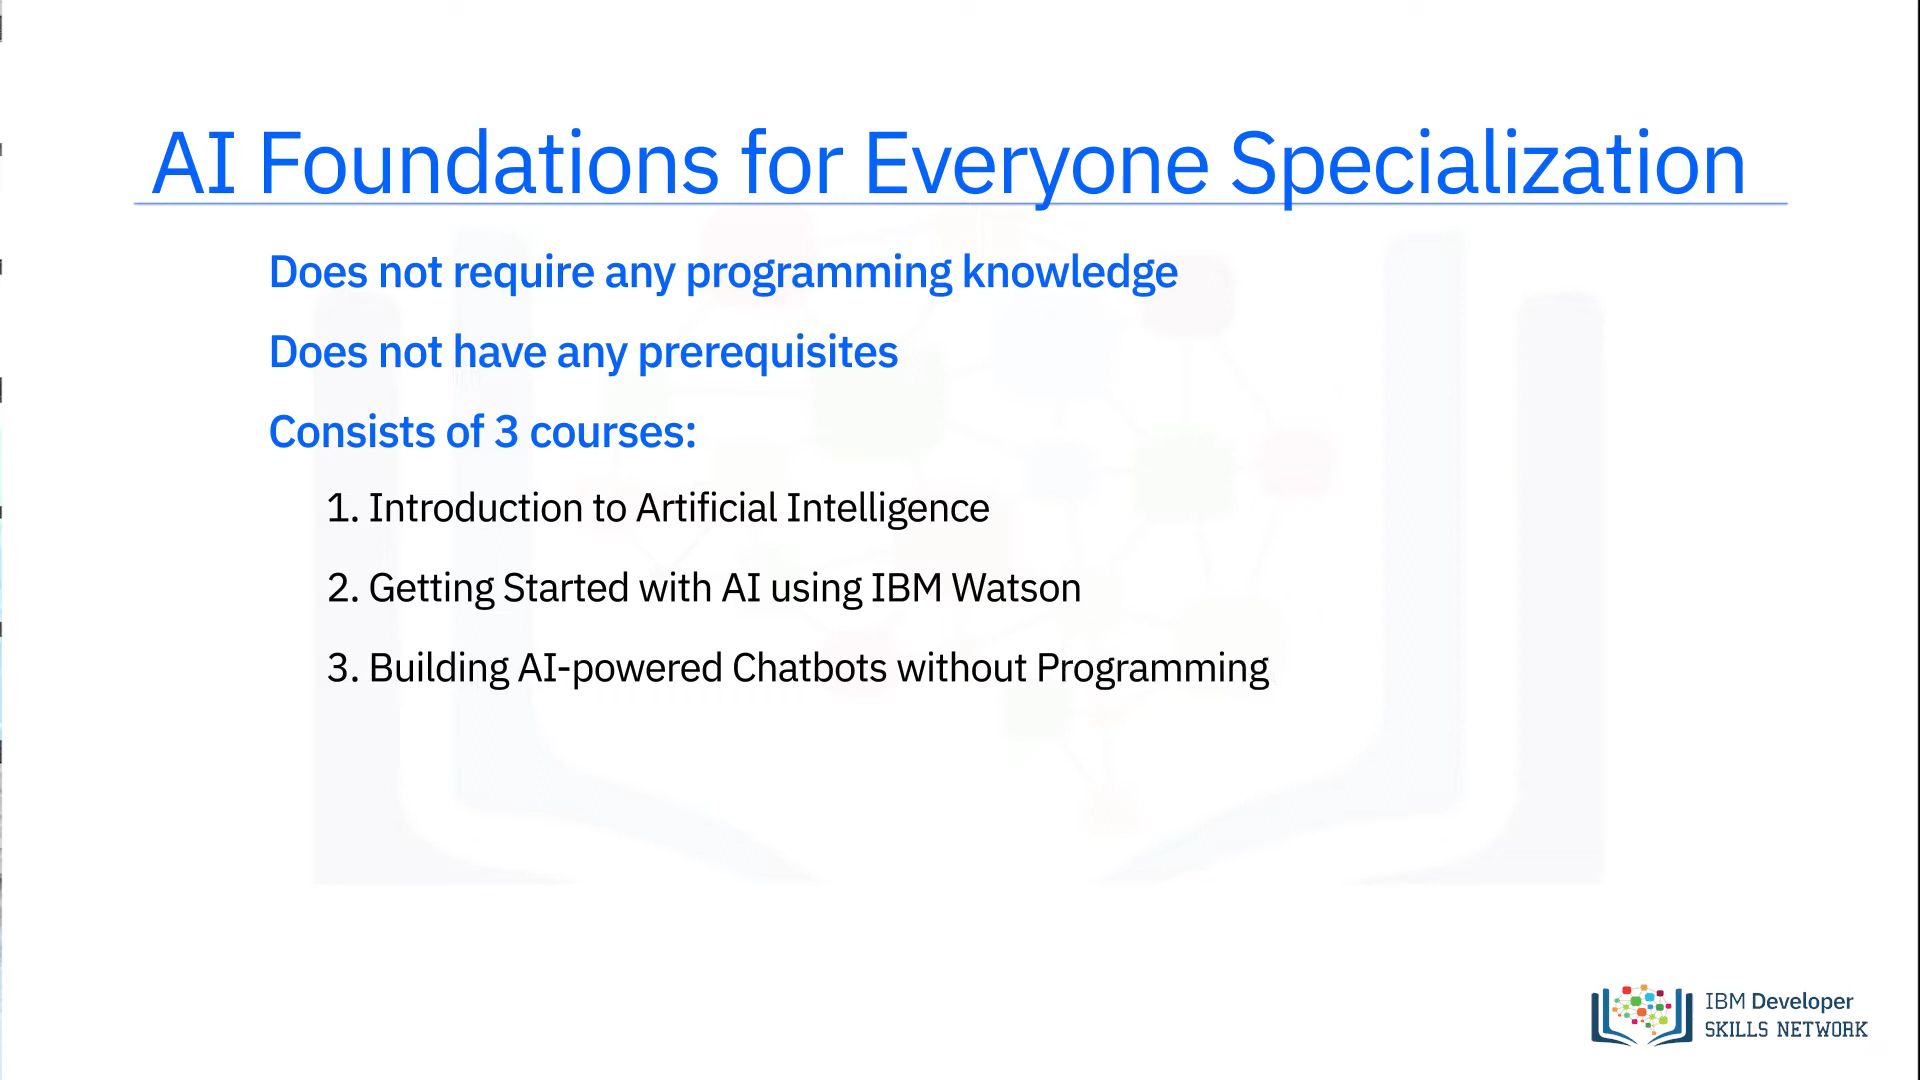 AI Foundations for Everyone Specialization
Does not require any programming knowledge
Does not have any prerequisites
Consists of 3 courses:
1. Introduction to Artificial Intelligence
2. Getting Started with AI using IBM Watson
3. Building AI-powered Chatbots without Programming
IBM Developer
SKILLS NETWORK